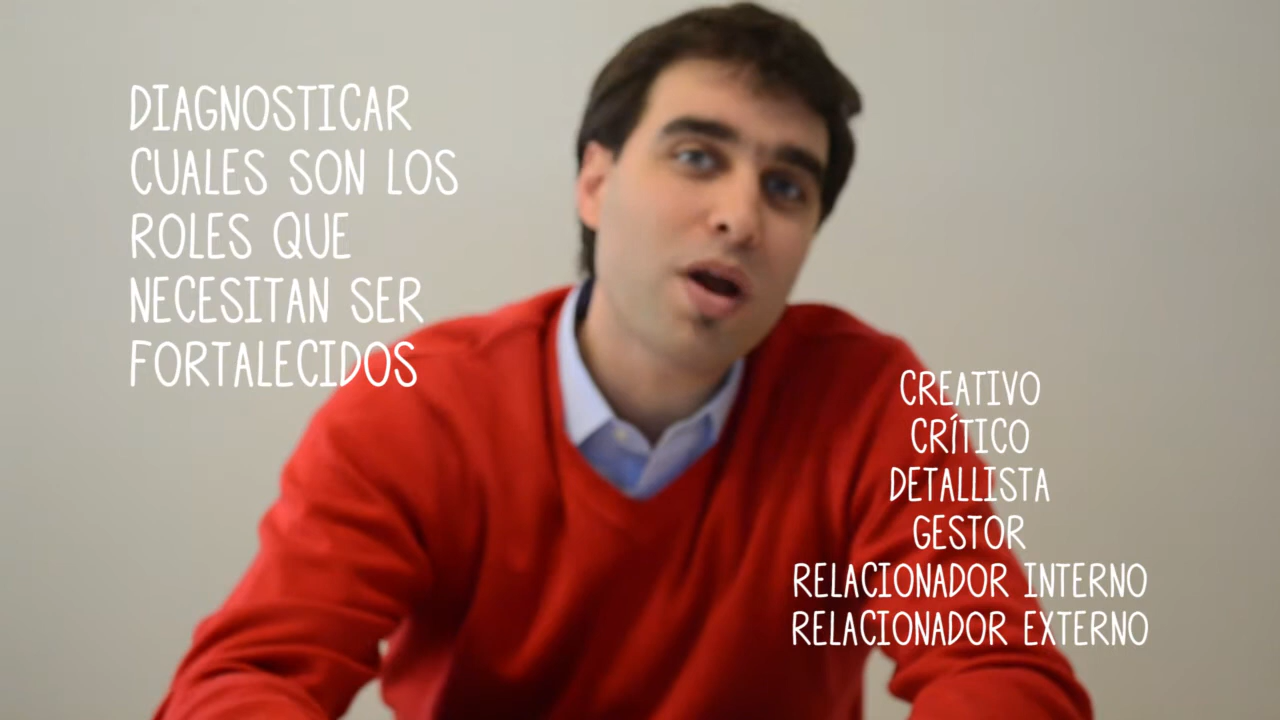 DIAGNOSTICAR
CUALES SON LOS
ROLES QUE
NECESITAN SER
FORTALECIDOS
CREATIVO
CRÍTICO
DETALLISTA
GESTOR
RELACIONADOR INTERNO
RELACIONADOR EXTERNO